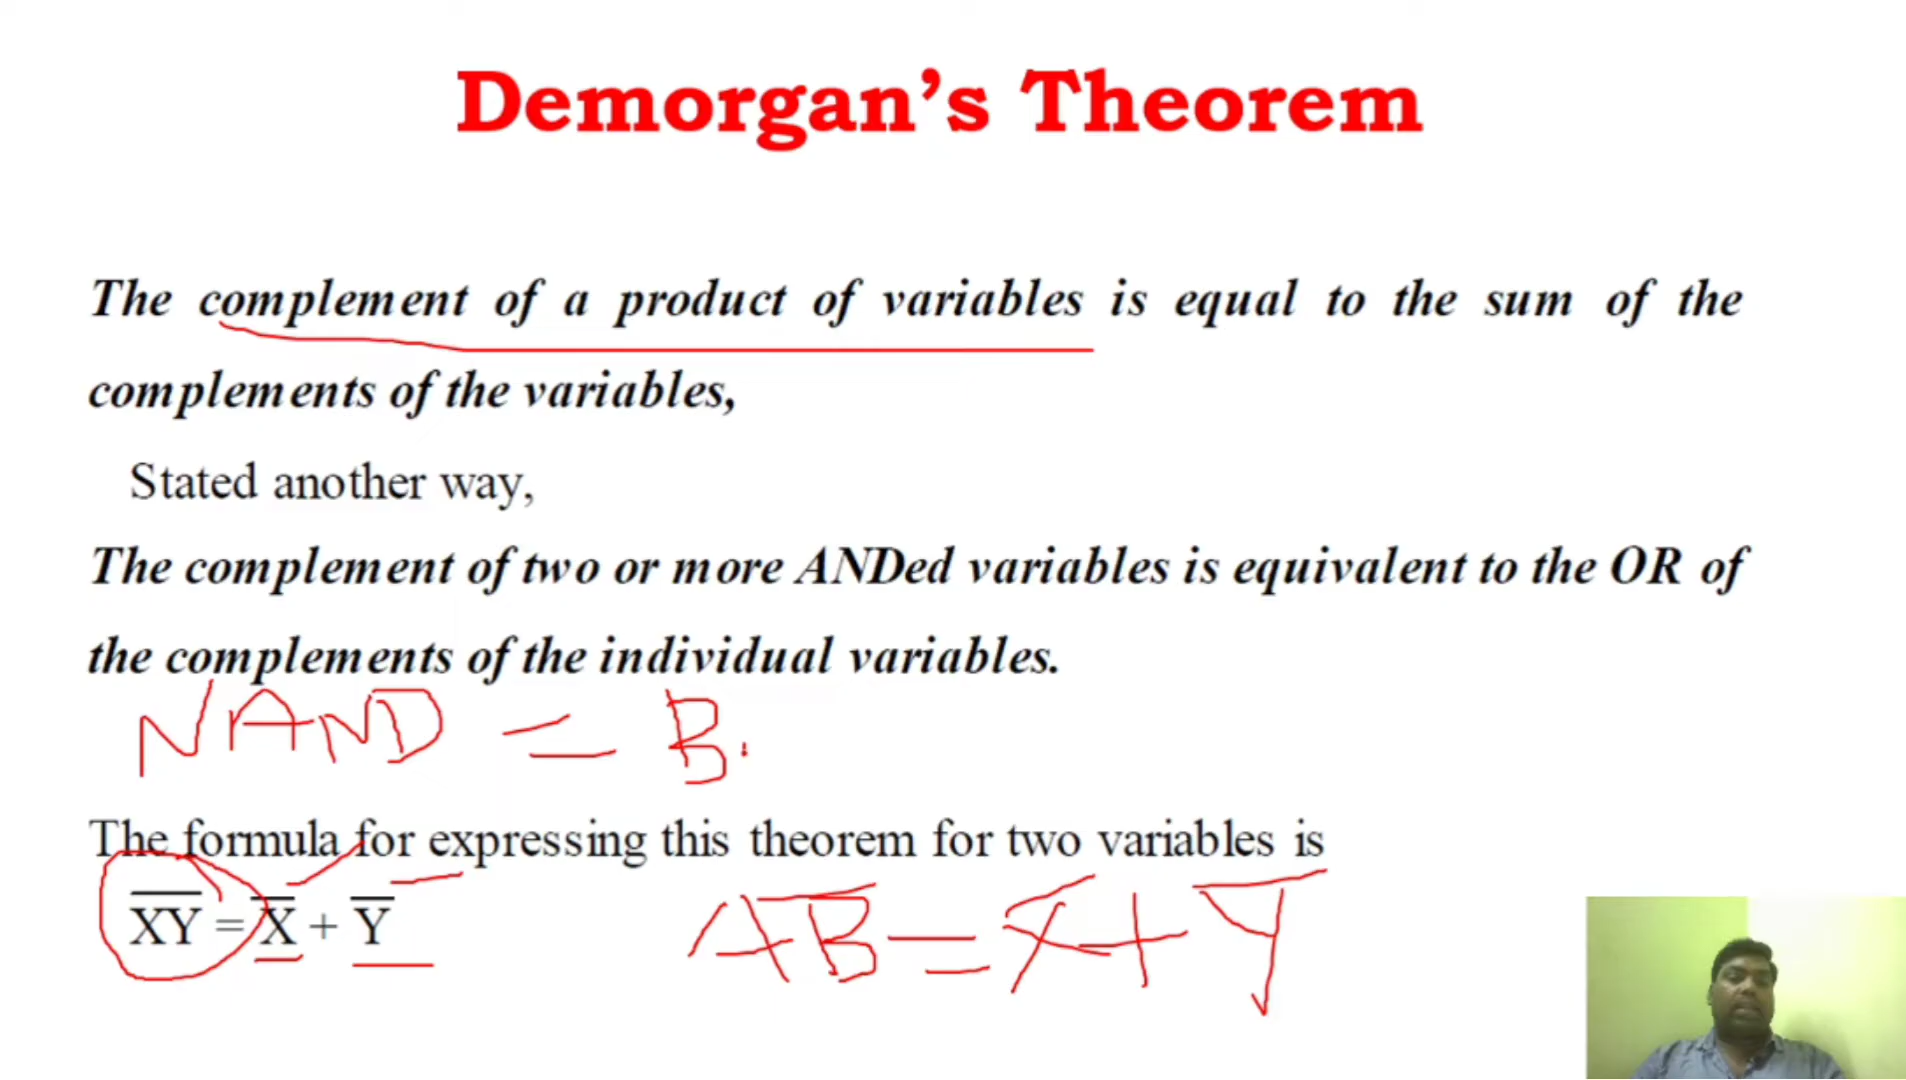 Demorgan’s Theorem
The complement of a product of variables is equal to the sum of the
complements of the variables,
Stated another way,
The complement of two or more ANDed variables is equivalent to the OR of
the complements of the individual variables.
NAND = B.
The formula for expressing this theorem for two variables is
X̅Y̅ = X̅ + Y̅
A̅B̅ = X̅ + Y̅